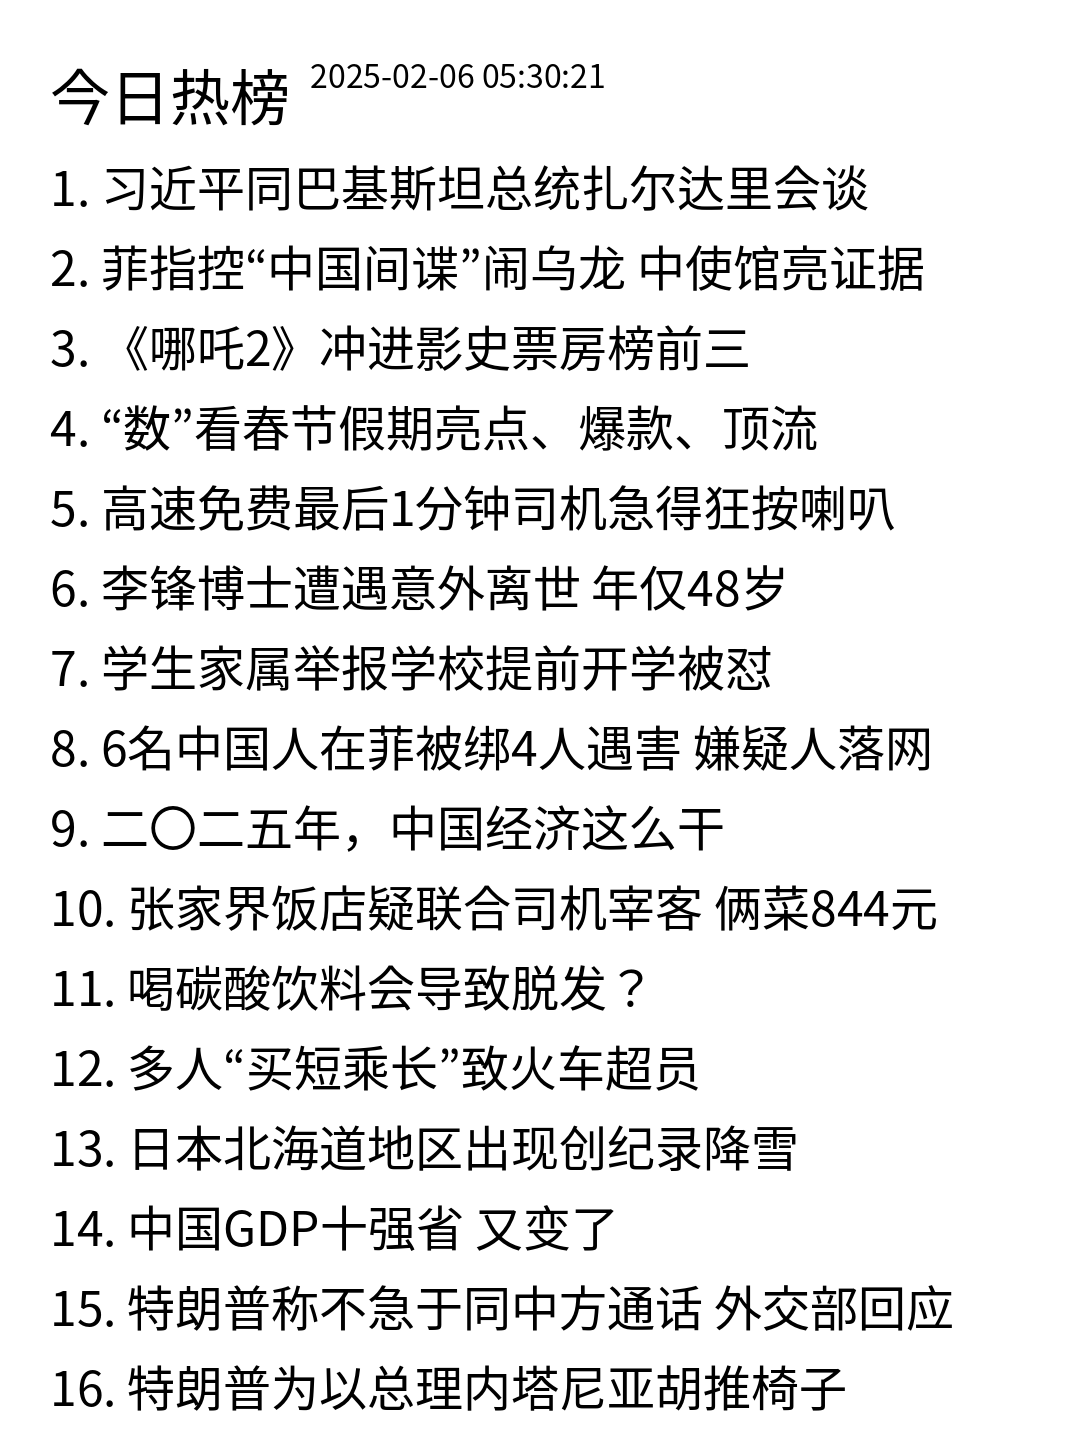 今日热榜 2025-02-06 05:30:21
1. 习近平同巴基斯坦总统扎尔达里会谈
2. 菲指控“中国间谍”闹乌龙 中使馆亮证据
3. 《哪吒2》冲进影史票房榜前三
4. “数”看春节假期亮点、爆款、顶流
5. 高速免费最后1分钟司机急得狂按喇叭
6. 李锋博士遭遇意外离世 年仅48岁
7. 学生家属举报学校提前开学被怼
8. 6名中国人在菲被绑4人遇害 嫌疑人落网
9. 二〇二五年，中国经济这么干
10. 张家界饭店疑联合司机宰客 俩菜844元
11. 喝碳酸饮料会导致脱发？
12. 多人“买短乘长”致火车超员
13. 日本北海道地区出现创纪录降雪
14. 中国GDP十强省 又变了
15. 特朗普称不急于同中方通话 外交部回应
16. 特朗普为以总理内塔尼亚胡推椅子